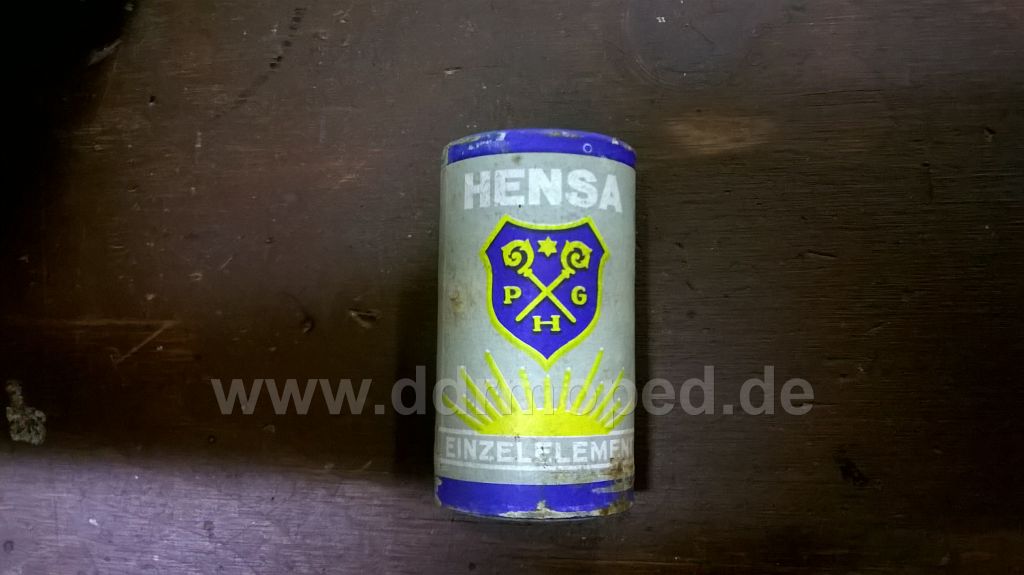 HENSA
P G
H
www.ddrmoped.de
EINZELELEMENT